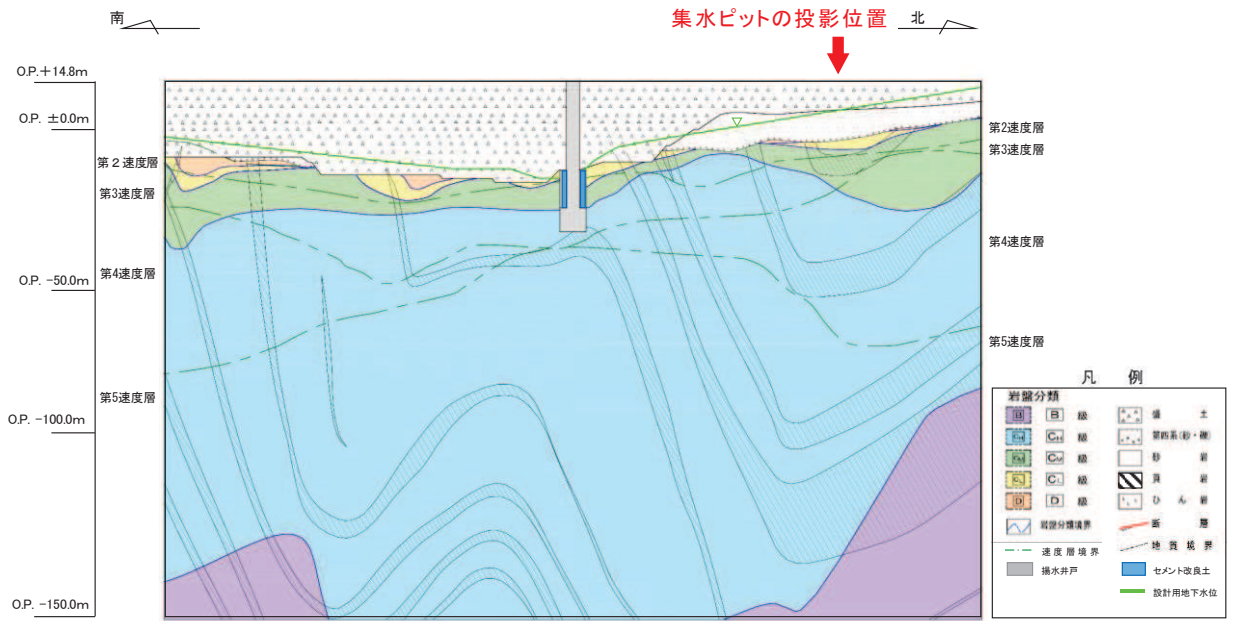 南
集水ピットの投影位置
北
O.P.+14.8m
O.P. ±0.0m
O.P. -50.0m
O.P. -100.0m
O.P. -150.0m
第２速度層
第3速度層
第4速度層
第5速度層
第2速度層
第3速度層
第4速度層
第5速度層
凡 例
岩盤分類
B B 級
CH CH 級
CM CM 級
CL CL 級
D D 級
岩盤分類境界
速度層境界
揚水井戸
盛 土
第四系(砂・礫)
砂 岩
頁 岩
ひ ん 岩
断 層
地 質 境 界
セメント改良土
設計用地下水位